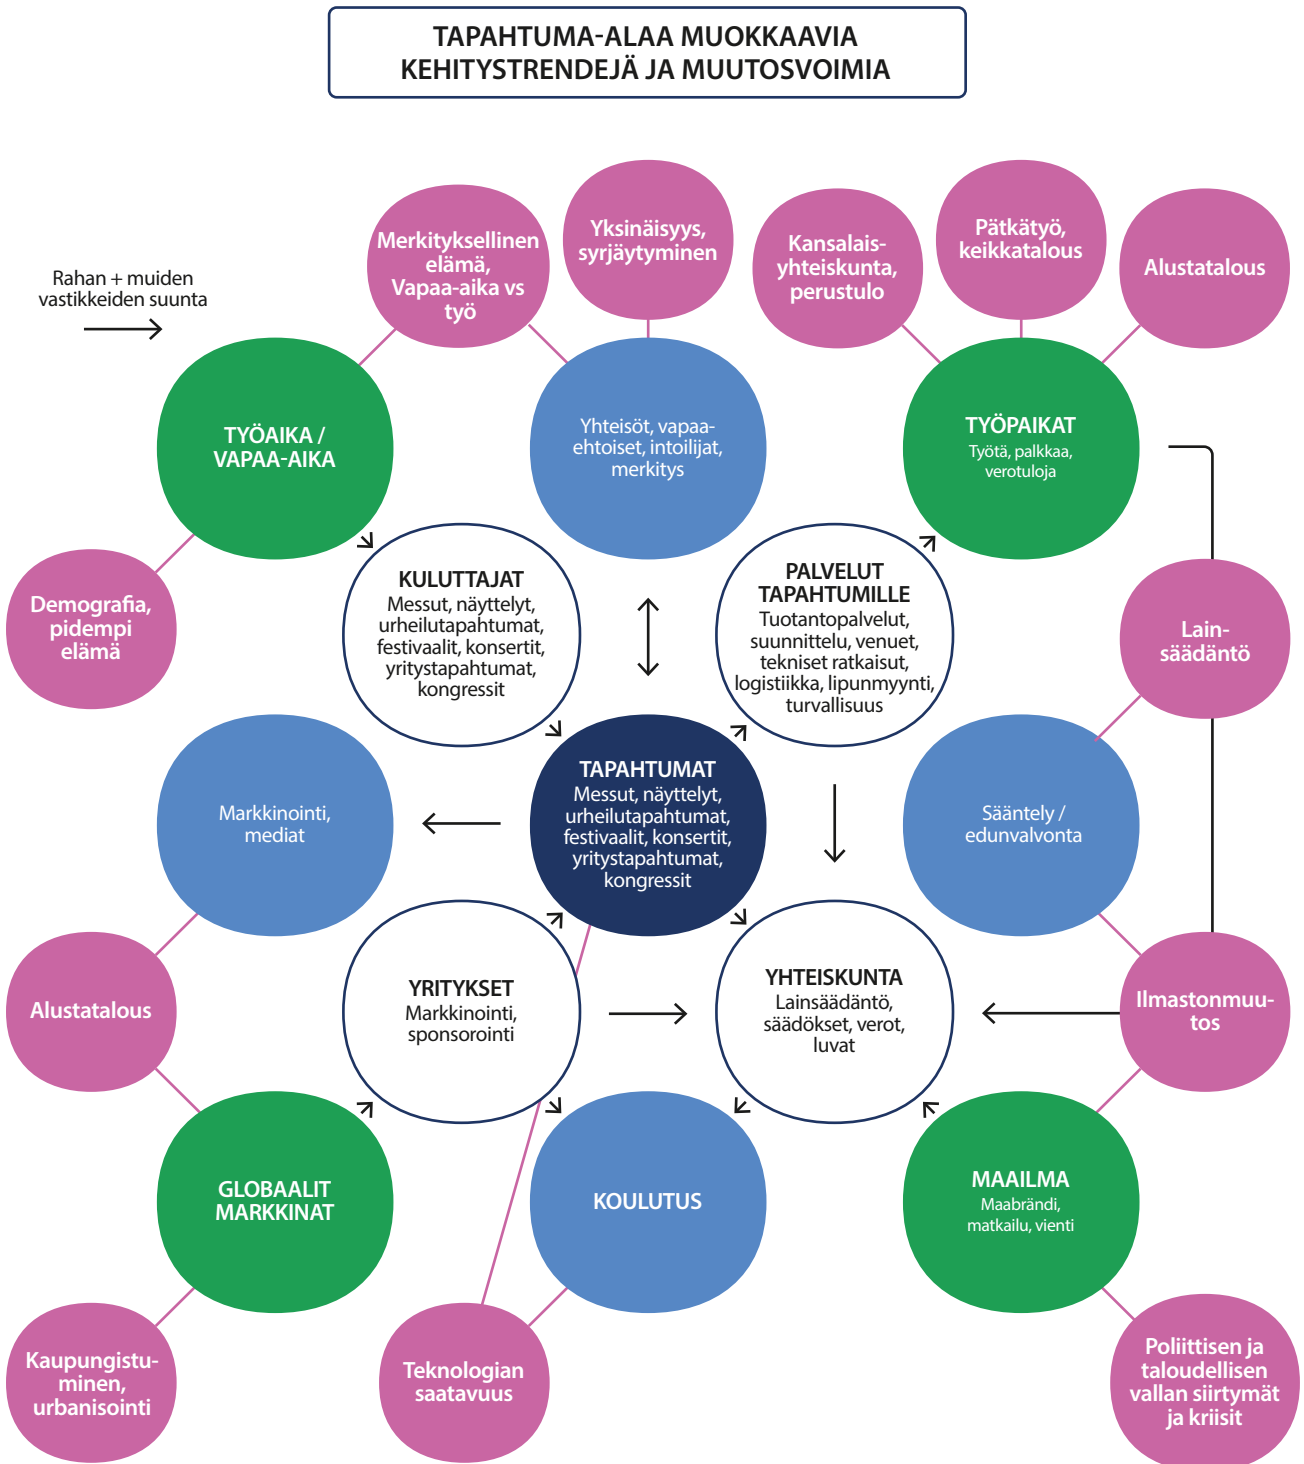 TAPAHTUMA-ALAA MUOKKAAVIA
KEHITYSTRENDEJÄ JA MUUTOSVOIMIA
Rahan + muiden
vastikkeiden suunta
Merkityksellinen
elämä,
Vapaa-aika vs
työ
Yksinäisyys,
syrjäytyminen
Kansalais-
yhteiskunta,
perustulo
Pätkätyö,
keikkatalous
Alustatalous
TYÖAIKA /
VAPAA-AIKA
Yhteisöt, vapaa-
ehtoiset, intoilijat,
merkitys
TYÖPAIKAT
Työtä, palkkaa,
verotuloja
Demografia,
pidempi
elämä
KULUTTAJAT
Messut, näyttelyt,
urheilutapahtumat,
festivaalit, konsertit,
yritystapahtumat,
kongressit
PALVELUT
TAPAHTUMILLE
Tuotantopalvelut,
suunnittelu, venuet,
tekniset ratkaisut,
logistiikka, lipunmyynti,
turvallisuus
Lain-
säädäntö
Markkinointi,
mediat
TAPAHTUMAT
Messut, näyttelyt,
urheilutapahtumat,
festivaalit, konsertit,
yritystapahtumat,
kongressit
Sääntely /
edunvalvonta
Alustatalous
YRITYKSET
Markkinointi,
sponsorointi
YHTEISKUNTA
Lainsäädäntö,
säädökset, verot,
luvat
Ilmastonmuu-
tos
GLOBAALIT
MARKKINAT
KOULUTUS
MAAILMA
Maabrändi,
matkailu, vienti
Kaupungistu-
minen,
urbanisointi
Teknologian
saatavuus
Poliittisen ja
taloudellisen
vallan siirtymät
ja kriisit